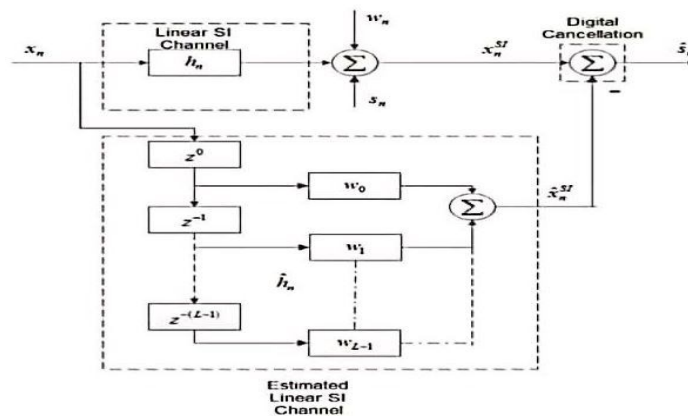 Linear SI
Channel
Digital
Cancellation
x_n
h_n
w_n
Σ
s_n
x_n^{SI}
Σ
-
z^0
w_0
Σ
x̂_n^{SI}
z^{-1}
w_1
ĥ_n
z^{-(L-1)}
w_{L-1}
Estimated
Linear SI
Channel